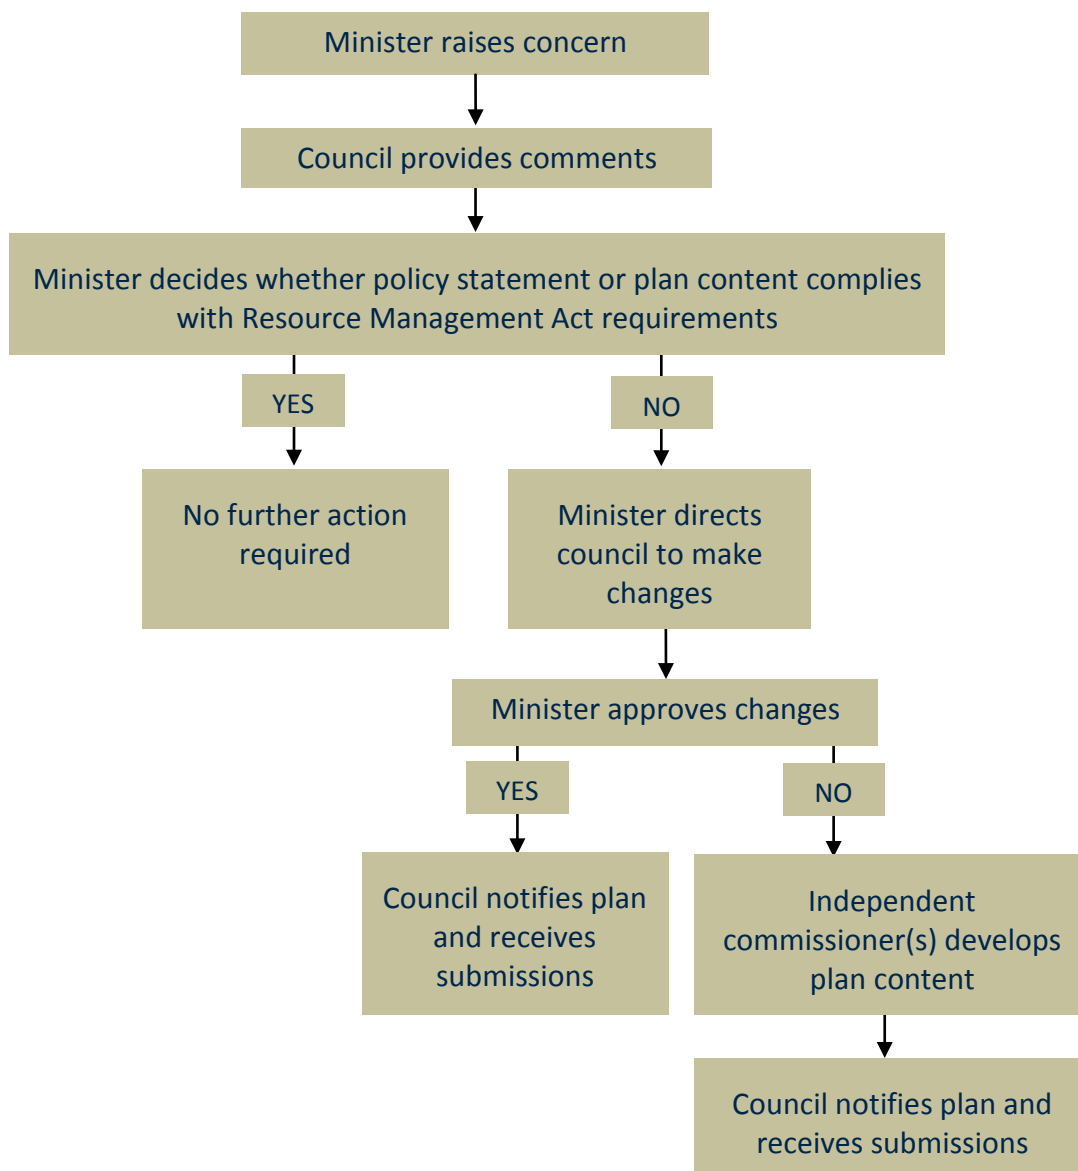 Minister raises concern
Council provides comments
Minister decides whether policy statement or plan content complies
with Resource Management Act requirements
YES
NO
No further action
required
Minister directs
council to make
changes
Minister approves changes
YES
NO
Council notifies plan
and receives
submissions
Independent
commissioner(s) develops
plan content
Council notifies plan and
receives submissions